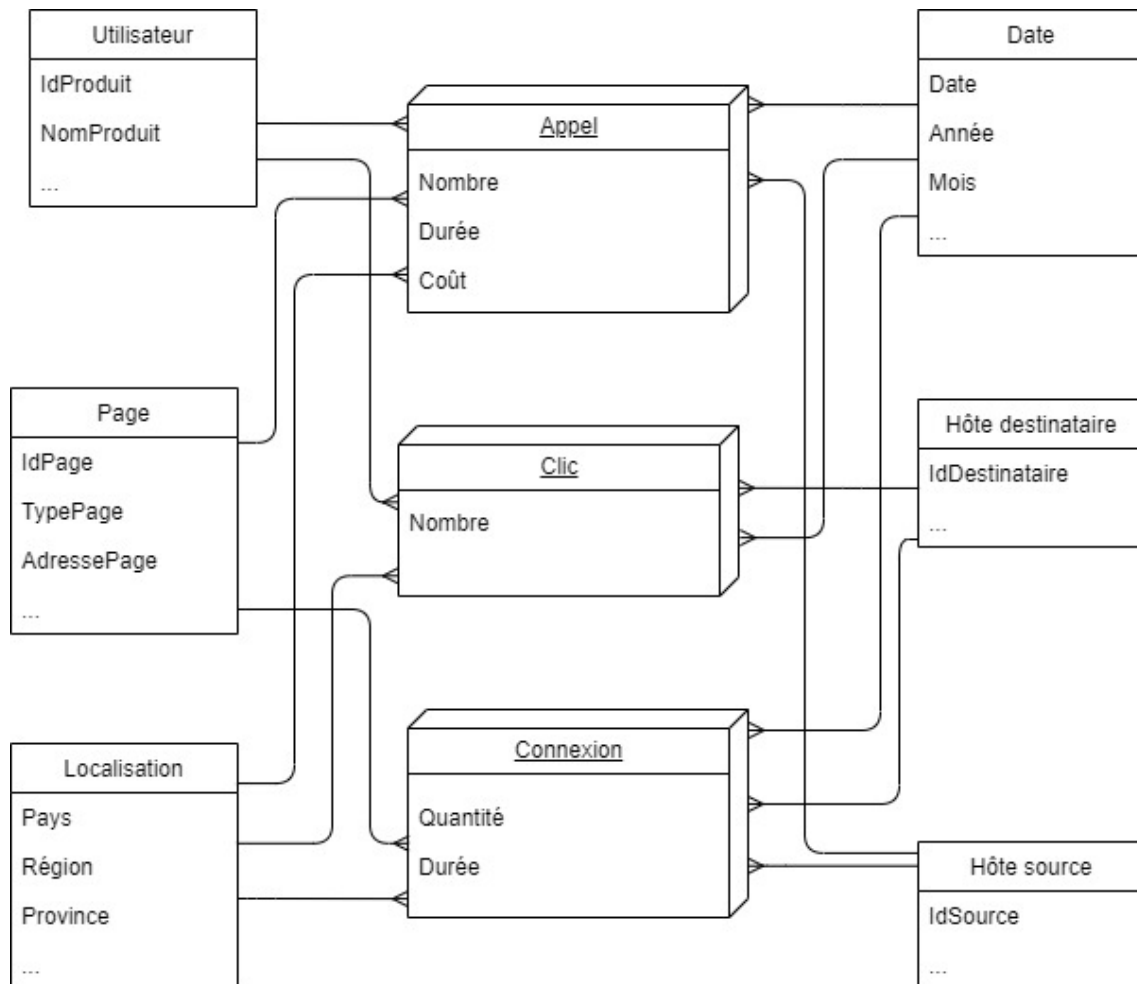 Utilisateur
IdProduit
NomProduit
...
Page
IdPage
TypePage
AdressePage
...
Localisation
Pays
Région
Province
...
Appel
Nombre
Durée
Coût
Clic
Nombre
Connexion
Quantité
Durée
Date
Date
Année
Mois
...
Hôte destinataire
IdDestinataire
...
Hôte source
IdSource
...